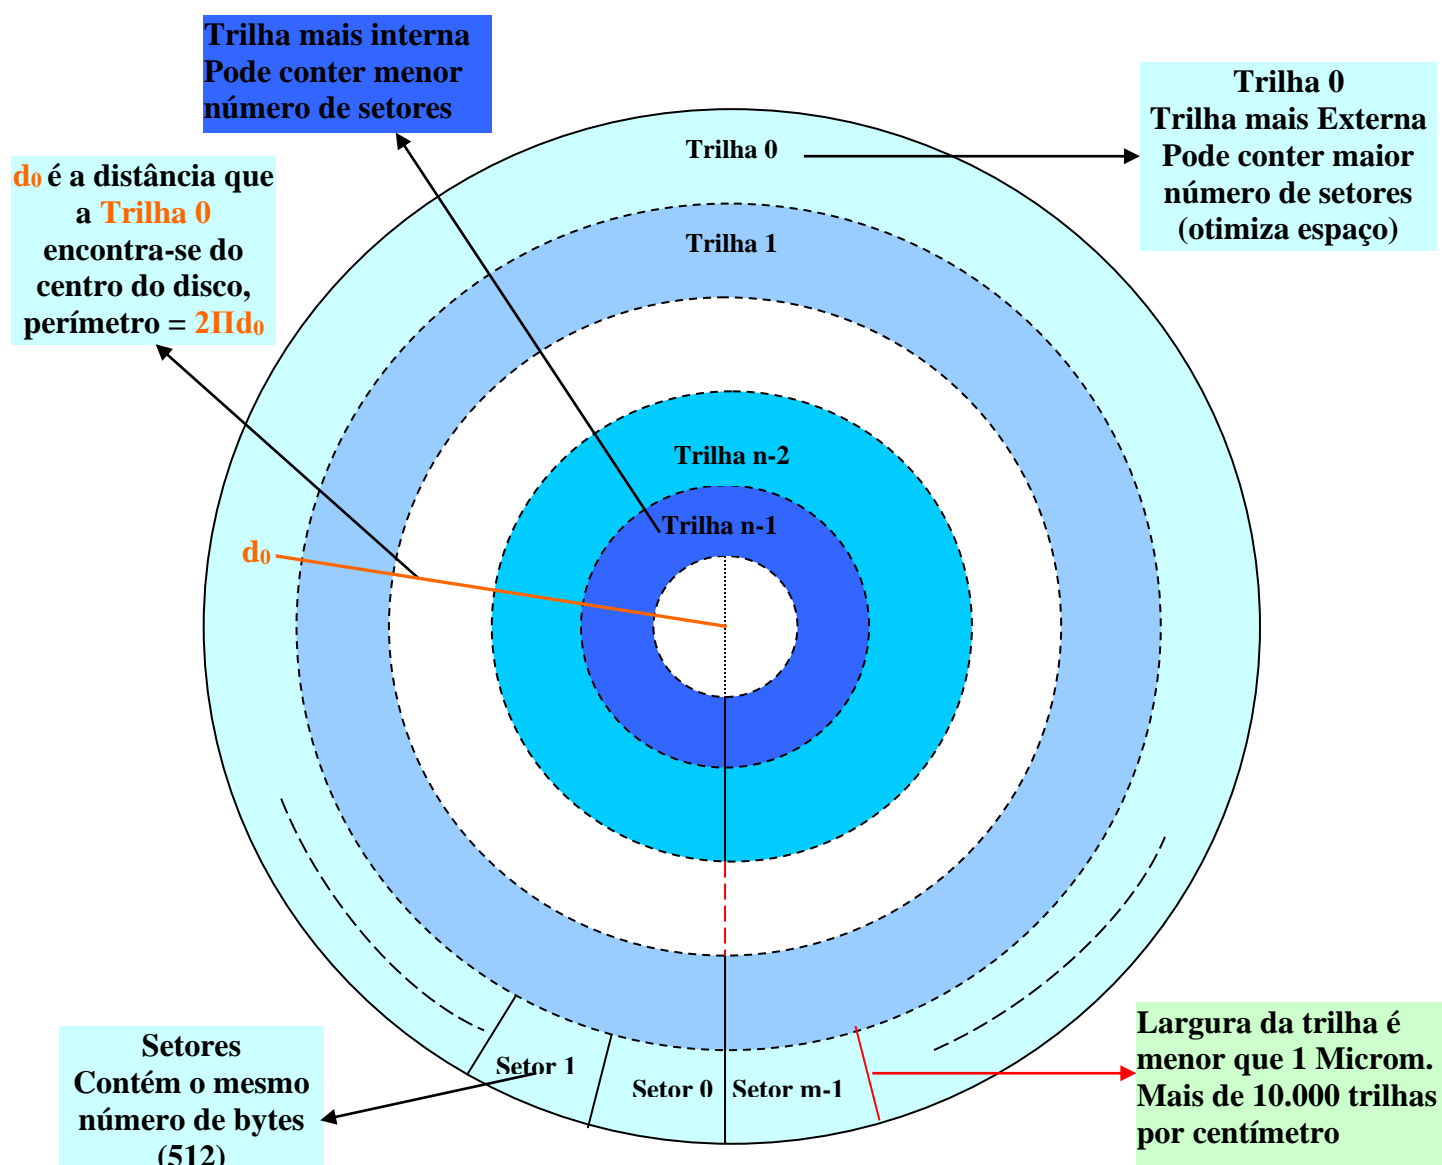 Trilha mais interna
Pode conter menor
número de setores
Trilha 0
Trilha mais Externa
Pode conter maior
número de setores
(otimiza espaço)
d0 é a distância que
a Trilha 0
encontra-se do
centro do disco,
perímetro = 2Πd0
Trilha 0
Trilha 1
Trilha n-2
Trilha n-1
d0
Setor 1
Setor 0
Setor m-1
Setores
Contém o mesmo
número de bytes
(512)
Largura da trilha é
menor que 1 Microm.
Mais de 10.000 trilhas
por centímetro